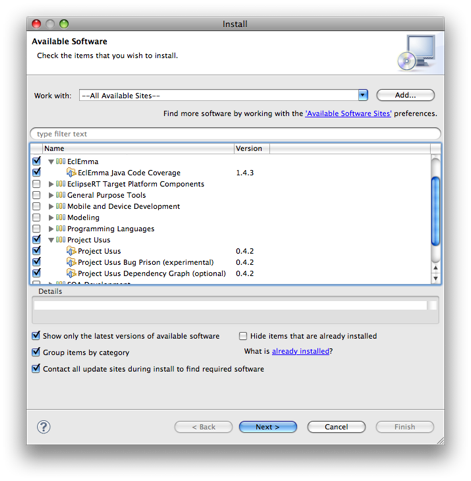 Install
Available Software
Check the items that you wish to install.
Work with: --All Available Sites-- Add...
Find more software by working with the 'Available Software Sites' preferences.
type filter text
Name Version
EclEmma
EclEmma Java Code Coverage 1.4.3
EclipseRT Target Platform Components
General Purpose Tools
Mobile and Device Development
Modeling
Programming Languages
Project Usus
Project Usus 0.4.2
Project Usus Bug Prison (experimental) 0.4.2
Project Usus Dependency Graph (optional) 0.4.2
Details
Show only the latest versions of available software Hide items that are already installed
Group items by category What is already installed?
Contact all update sites during install to find required software
? < Back Next > Cancel Finish